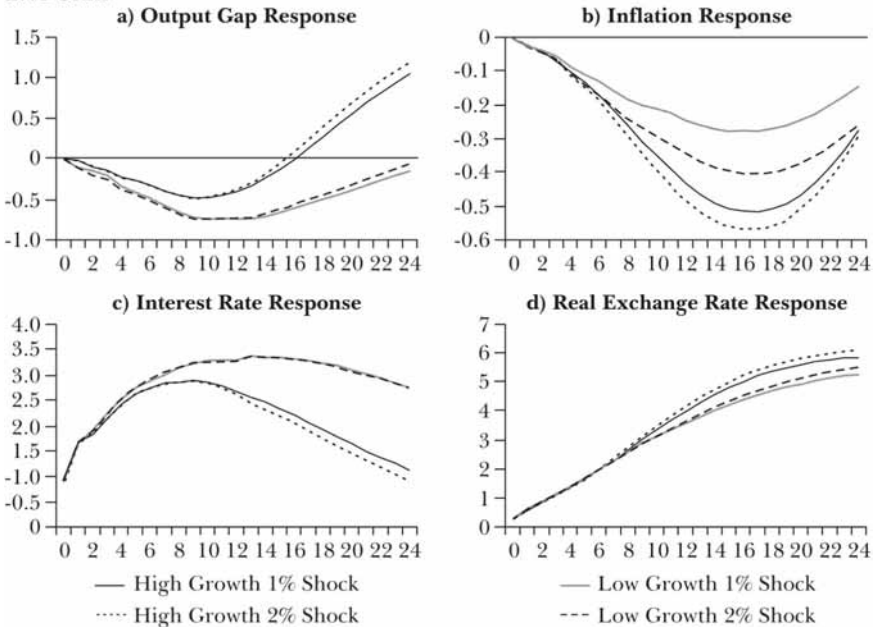 a) Output Gap Response
1.5
1.0
0.5
0
-0.5
-1.0
0 2 4 6 8 10 12 14 16 18 20 22 24
b) Inflation Response
0
-0.1
-0.2
-0.3
-0.4
-0.5
-0.6
0 2 4 6 8 10 12 14 16 18 20 22 24
c) Interest Rate Response
4.0
3.5
3.0
2.5
2.0
1.5
-1.0
-0.5
0
0 2 4 6 8 10 12 14 16 18 20 22 24
d) Real Exchange Rate Response
7
6
5
4
3
2
1
0
0 2 4 6 8 10 12 14 16 18 20 22 24
High Growth 1% Shock
High Growth 2% Shock
Low Growth 1% Shock
Low Growth 2% Shock